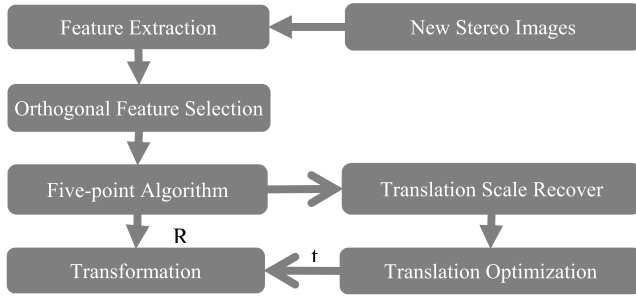 Feature Extraction
New Stereo Images
Orthogonal Feature Selection
Five-point Algorithm
Translation Scale Recover
R
t
Transformation
Translation Optimization